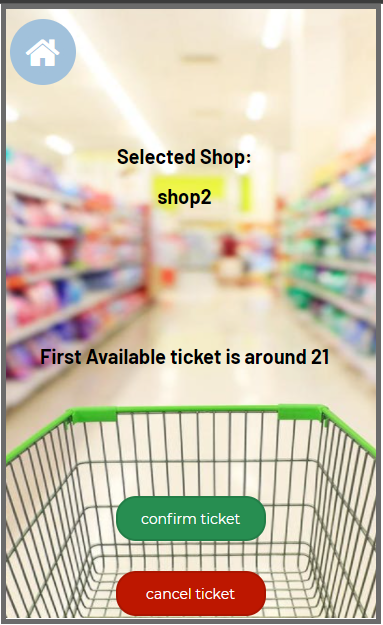 Selected Shop:
shop2
First Available ticket is around 21
confirm ticket
cancel ticket